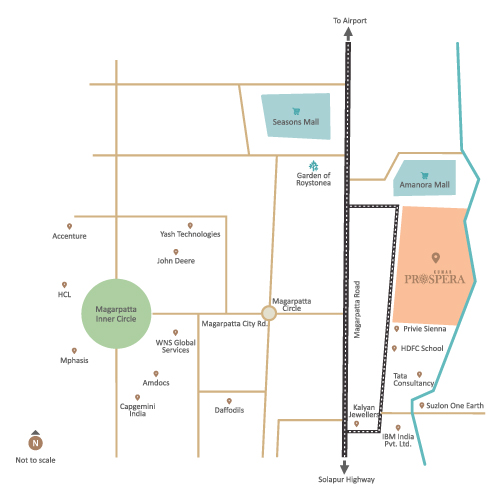 To Airport
Seasons Mall
Garden of
Roystonea
Amanora Mall
Accenture
Yash Technologies
John Deere
KUMAR
PROSPERA
HCL
Magarpatta
Inner Circle
Magarpatta
Circle
Magarpatta City Rd.
Magarpatta Road
Privie Sienna
WNS Global
Services
HDFC School
Mphasis
Amdocs
Tata
Consultancy
Capgemini
India
Daffodils
Kalyan
Jewellers
Suzlon One Earth
IBM India
Pvt. Ltd.
N
Not to scale
Solapur Highway